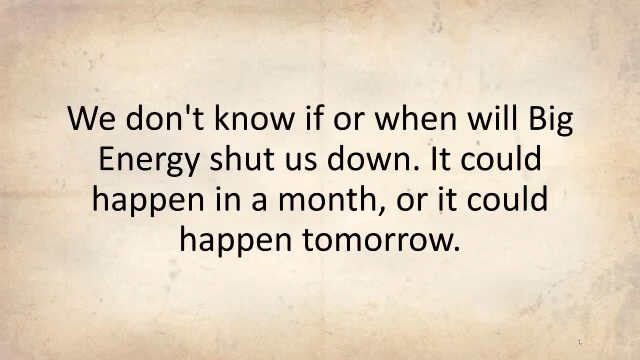 We don't know if or when will Big
Energy shut us down. It could
happen in a month, or it could
happen tomorrow.